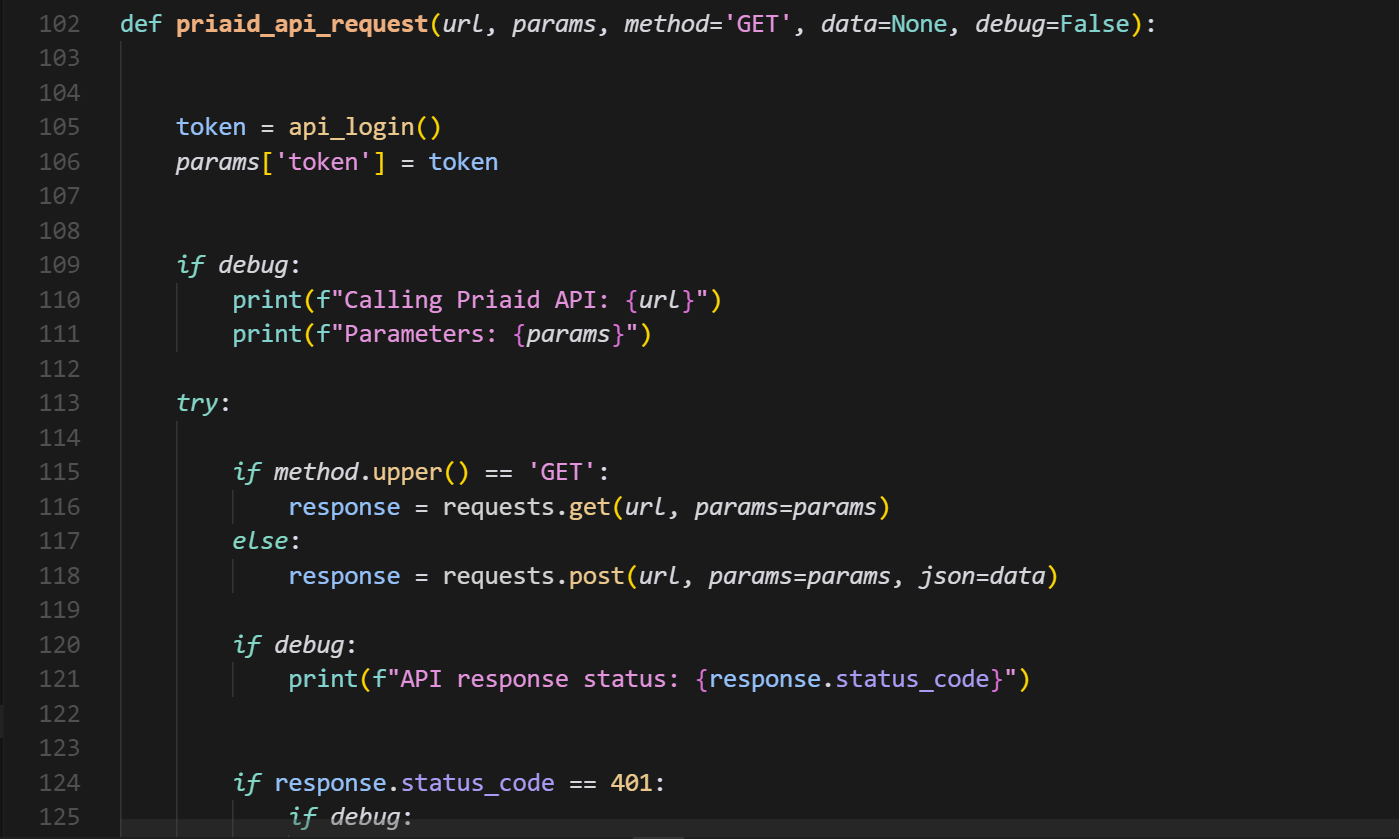 102 def priaid_api_request(url, params, method='GET', data=None, debug=False):
103
104
105     token = api_login()
106     params['token'] = token
107
108
109     if debug:
110         print(f"Calling Priaid API: {url}")
111         print(f"Parameters: {params}")
112
113     try:
114
115         if method.upper() == 'GET':
116             response = requests.get(url, params=params)
117         else:
118             response = requests.post(url, params=params, json=data)
119
120         if debug:
121             print(f"API response status: {response.status_code}")
122
123
124         if response.status_code == 401:
125             if debug: